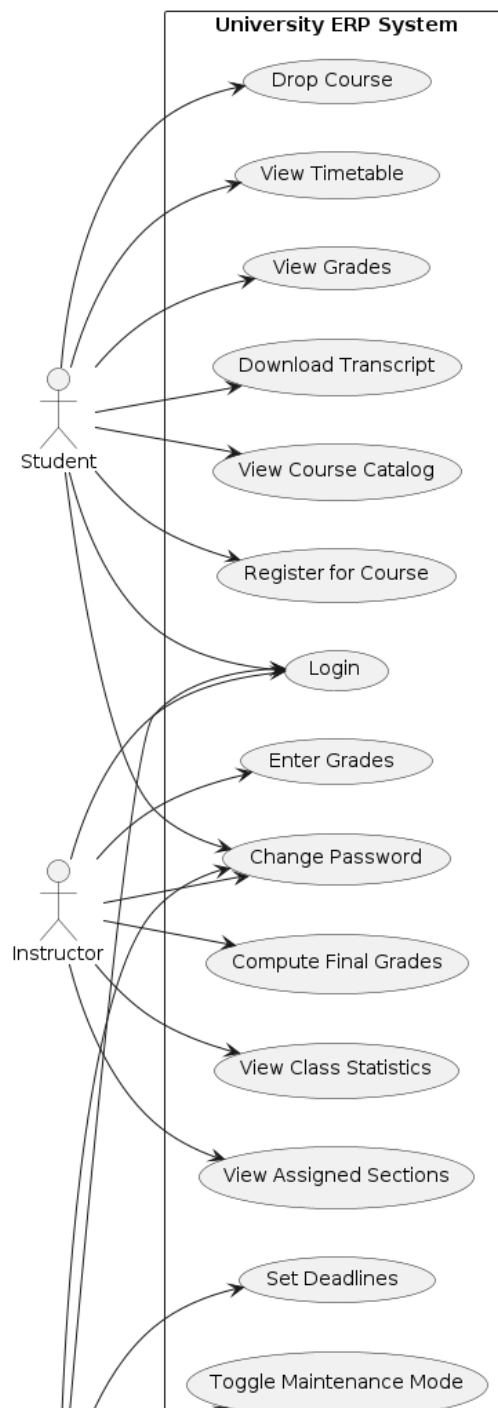 University ERP System
Drop Course
View Timetable
View Grades
Download Transcript
View Course Catalog
Student
Register for Course
Login
Enter Grades
Change Password
Instructor
Compute Final Grades
View Class Statistics
View Assigned Sections
Set Deadlines
Toggle Maintenance Mode